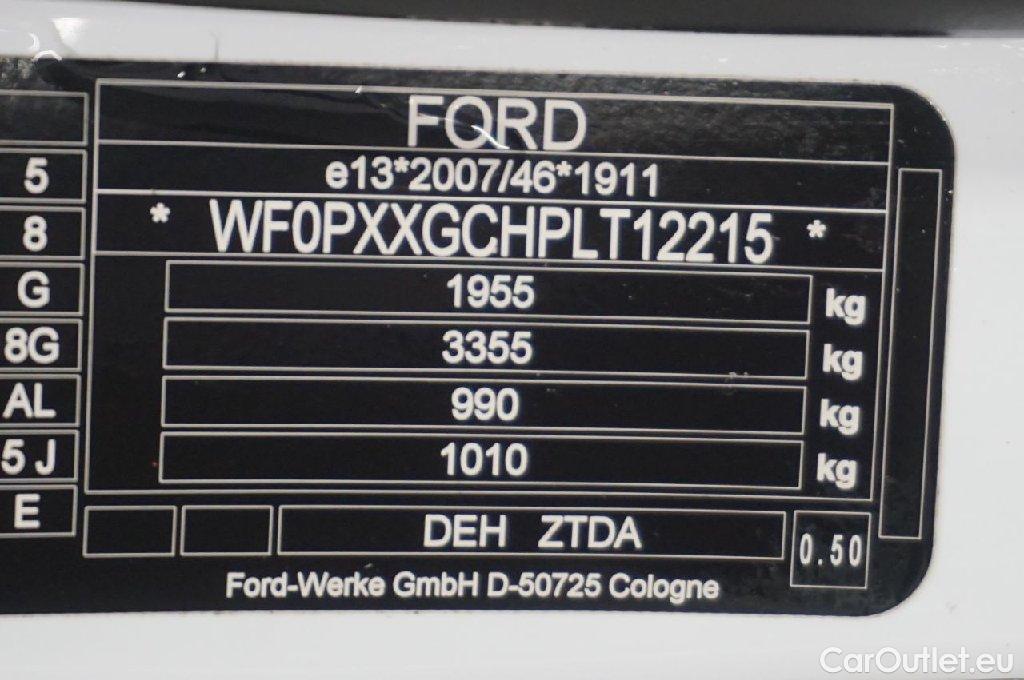 FORD
e13*2007/46*1911
* WF0PXXGCHPLT12215 *
1955 kg
3355 kg
990 kg
1010 kg
5
8
G
8G
AL
5 J
E
DEH ZTDA
0.50
Ford-Werke GmbH D-50725 Cologne
CarOutlet.eu